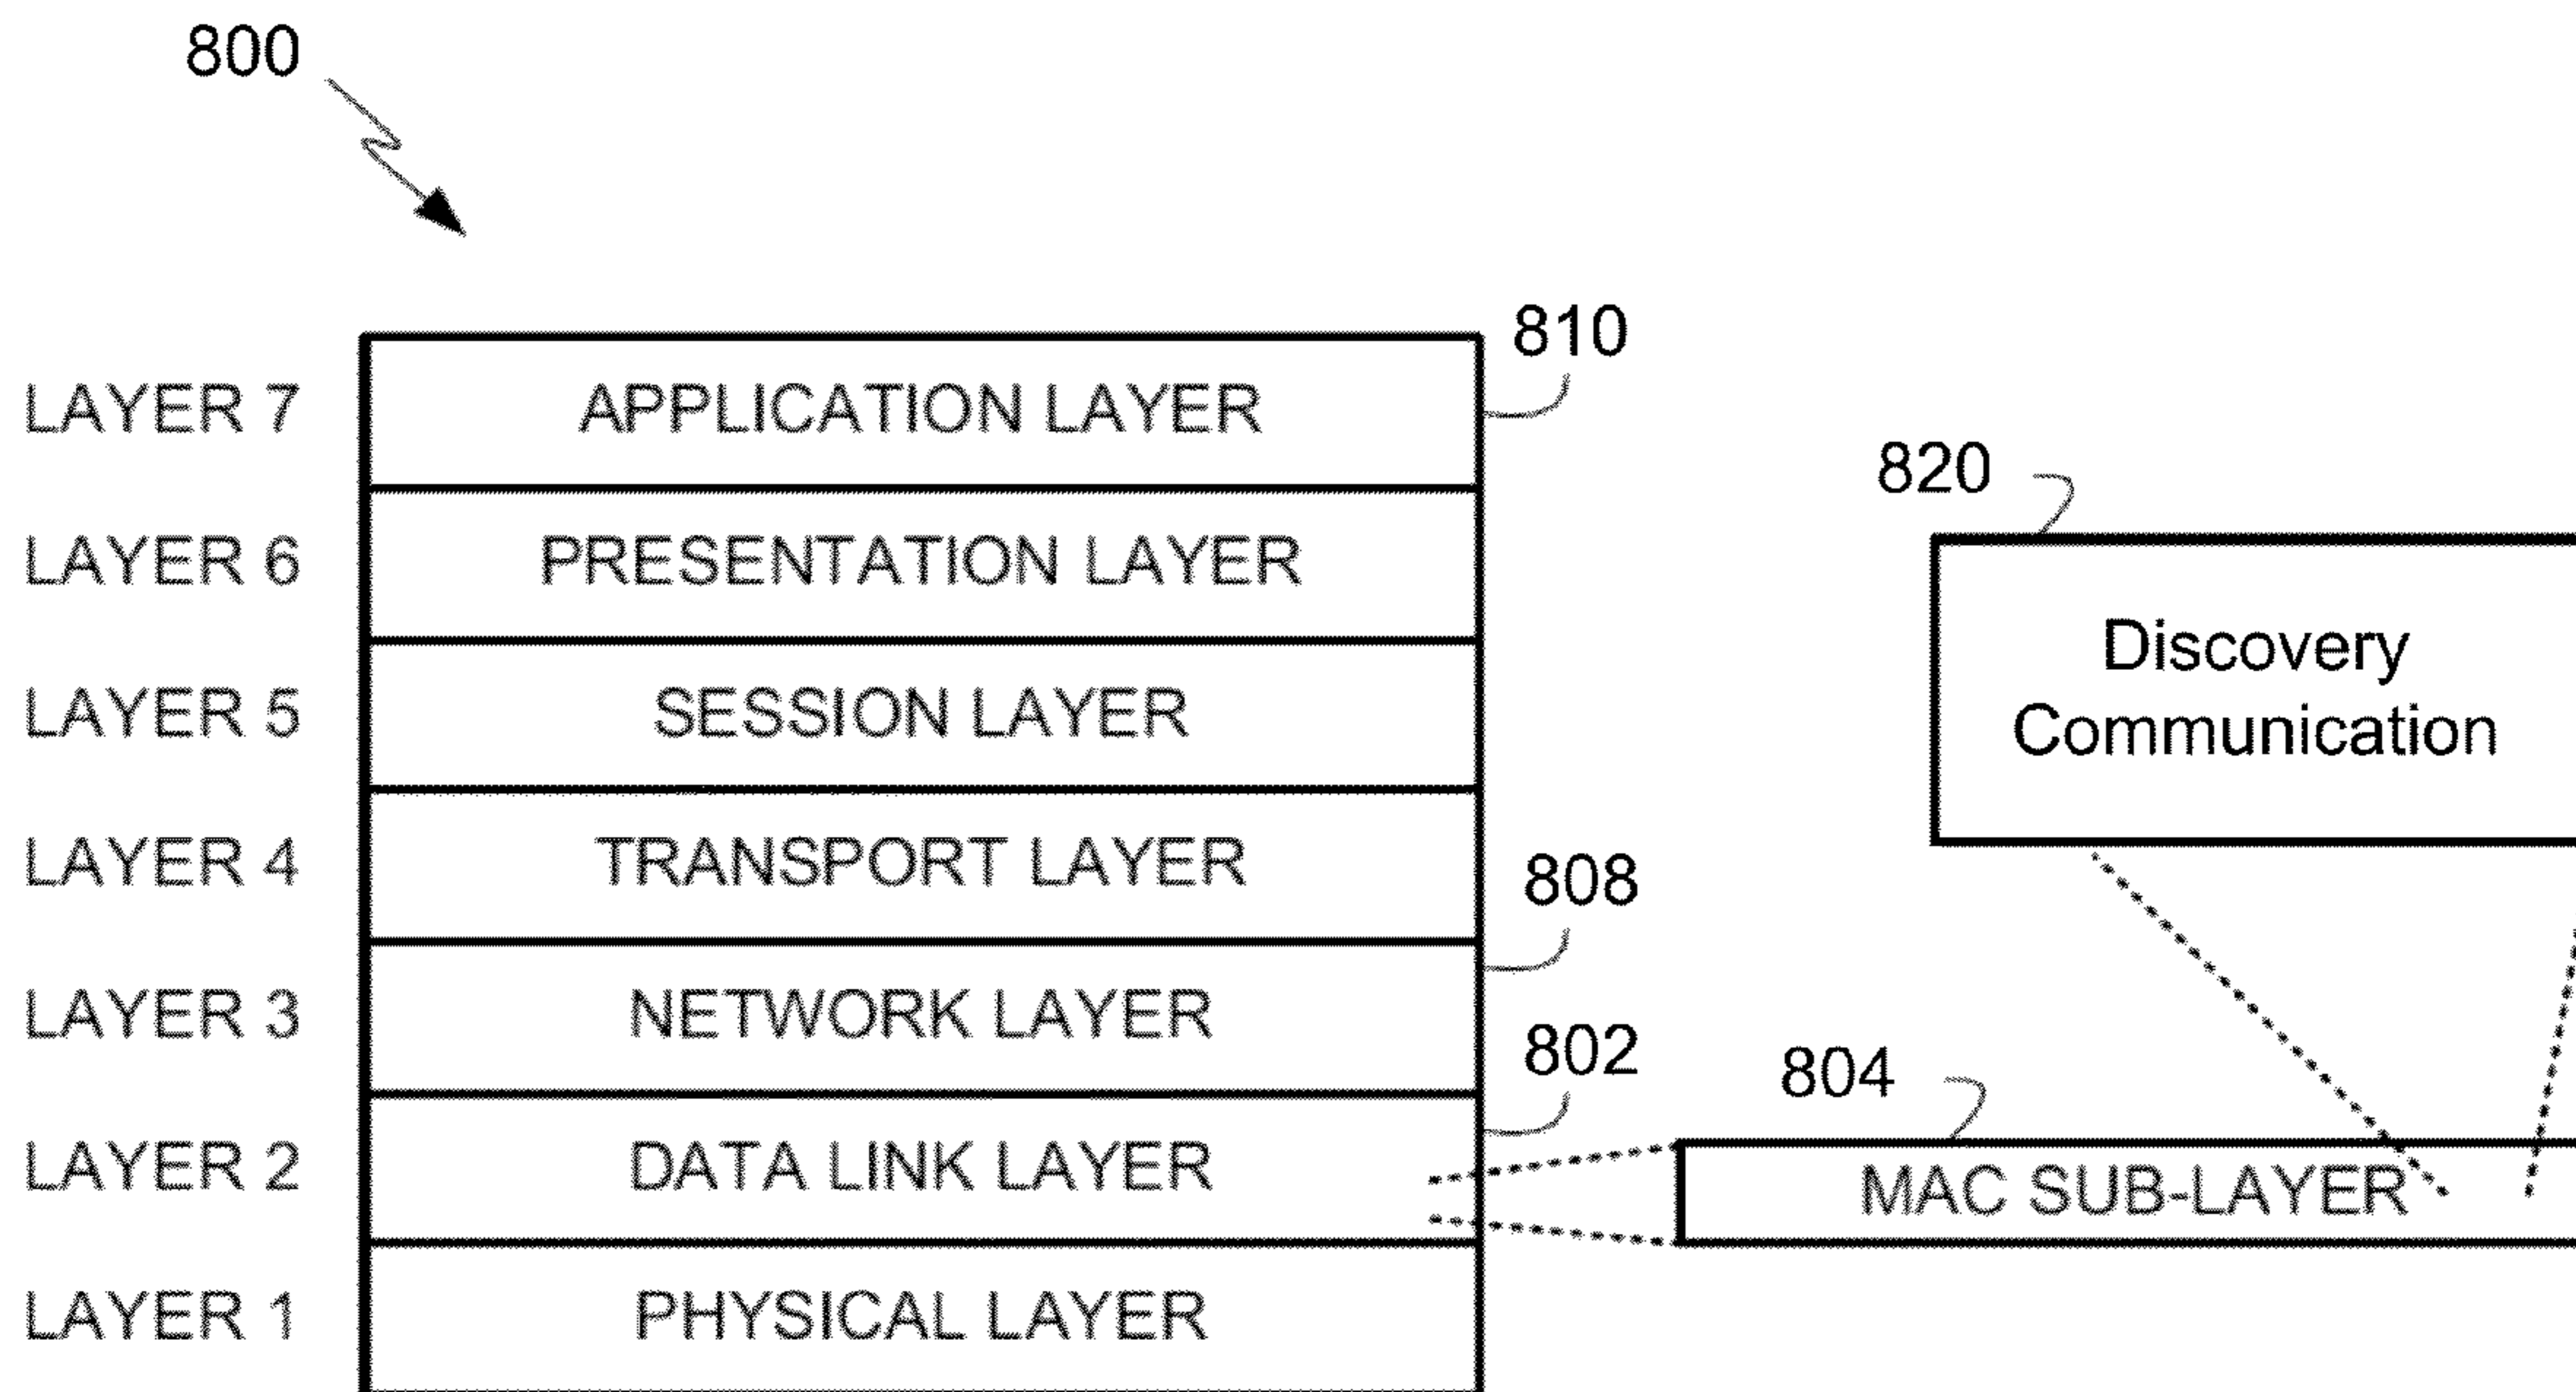 800
810
LAYER 7 APPLICATION LAYER
820
LAYER 6 PRESENTATION LAYER
Discovery
Communication
LAYER 5 SESSION LAYER
LAYER 4 TRANSPORT LAYER
808
LAYER 3 NETWORK LAYER
802
804
LAYER 2 DATA LINK LAYER
MAC SUB-LAYER
LAYER 1 PHYSICAL LAYER